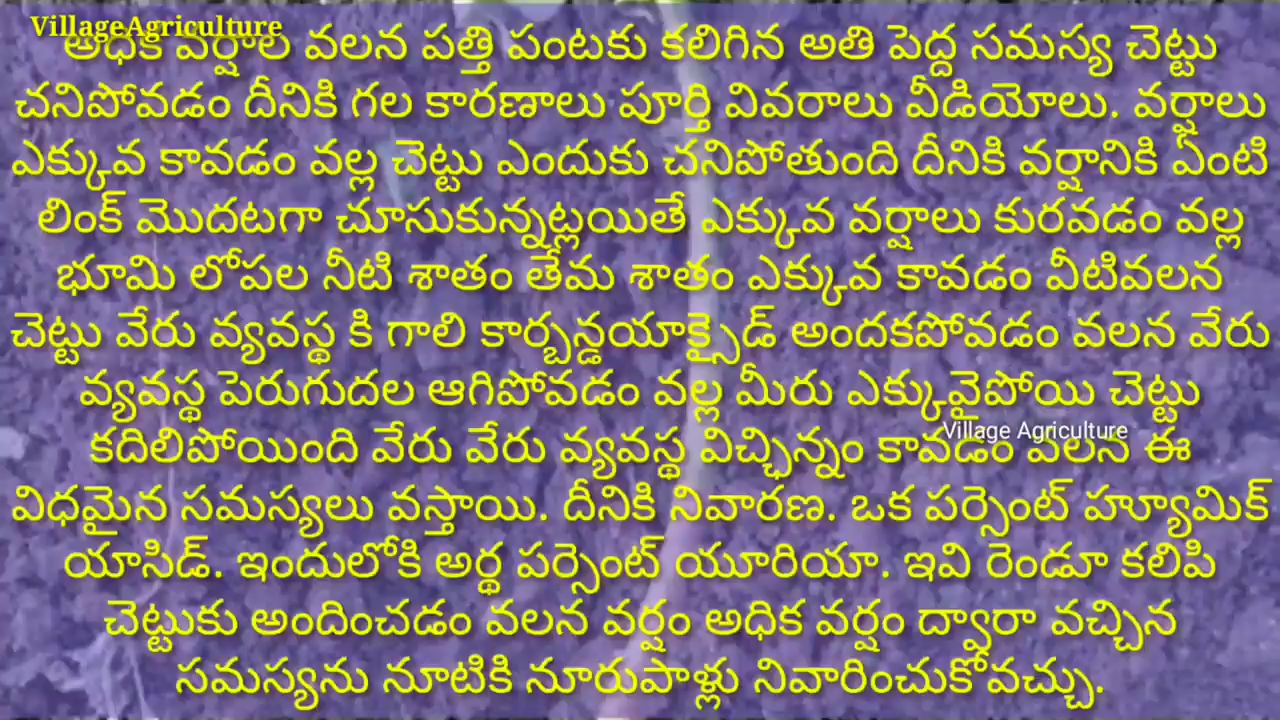 VillageAgriculture
అధిక వర్షాల వలన పత్తి పంటకు కలిగిన అతి పెద్ద సమస్య చెట్టు
చనిపోవడం దీనికి గల కారణాలు పూర్తి వివరాలు వీడియోలు. వర్షాలు
ఎక్కువ కావడం వల్ల చెట్టు ఎందుకు చనిపోతుంది దీనికి వర్షానికి ఏంటి
లింక్ మొదటగా చూసుకున్నట్లయితే ఎక్కువ వర్షాలు కురవడం వల్ల
భూమి లోపల నీటి శాతం తేమ శాతం ఎక్కువ కావడం వీటివలన
చెట్టు వేరు వ్యవస్థ కి గాలి కార్బన్డయాక్సైడ్ అందకపోవడం వలన వేరు
వ్యవస్థ పెరుగుదల ఆగిపోవడం వల్ల మీరు ఎక్కువైపోయి చెట్టు
Village Agriculture
కదిలిపోయింది వేరు వేరు వ్యవస్థ విచ్ఛిన్నం కావడం వలన ఈ
విధమైన సమస్యలు వస్తాయి. దీనికి నివారణ. ఒక పర్సెంట్ హ్యూమిక్
యాసిడ్. ఇందులోకి అర్థ పర్సెంట్ యూరియా. ఇవి రెండూ కలిపి
చెట్టుకు అందించడం వలన వర్షం అధిక వర్షం ద్వారా వచ్చిన
సమస్యను నూటికి నూరుపాళ్లు నివారించుకోవచ్చు.